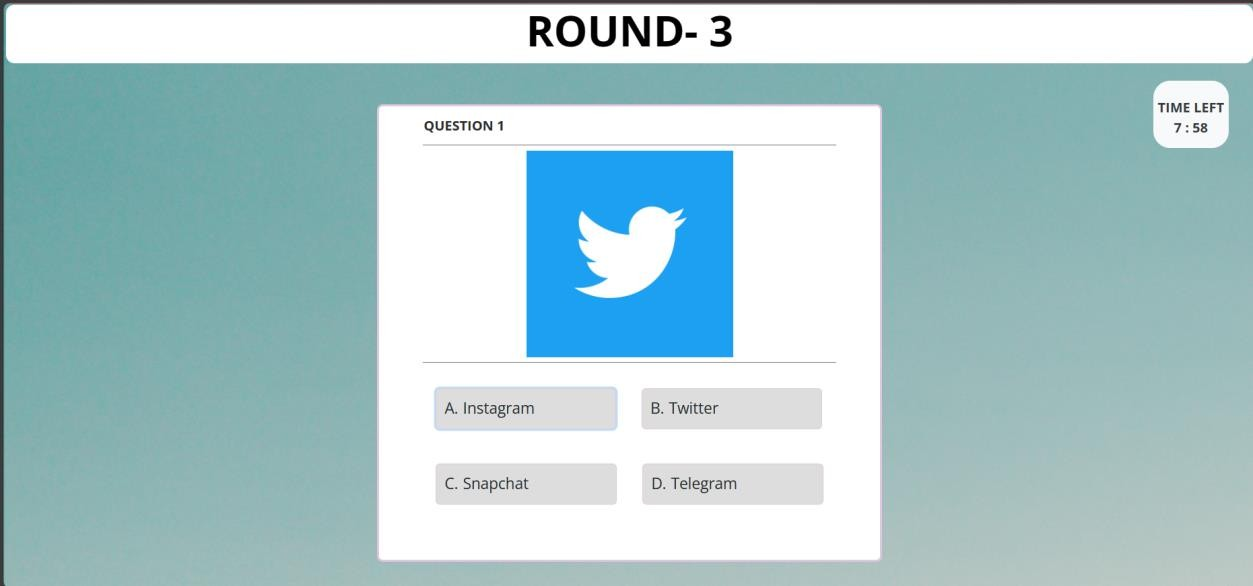 ROUND- 3
TIME LEFT
7 : 58
QUESTION 1
A. Instagram
B. Twitter
C. Snapchat
D. Telegram